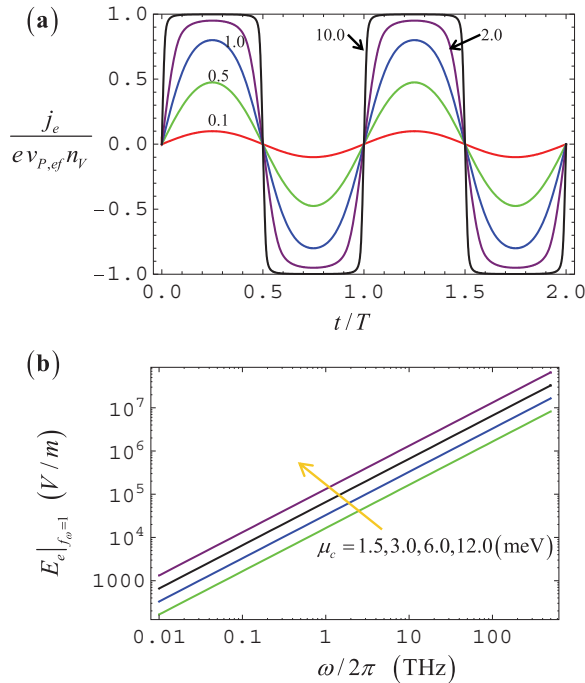 (a)
1.0
0.5
0.0
−0.5
−1.0
j_e
e v_{P,ef} n_V
10.0
2.0
1.0
0.5
0.1
0.0 0.5 1.0 1.5 2.0
t/T
(b)
10^7
10^6
10^5
10^4
1000
E_e|_{f_ω=1} (V/m)
μ_c = 1.5,3.0,6.0,12.0(meV)
0.01 0.1 1 10 100
ω/2π (THz)